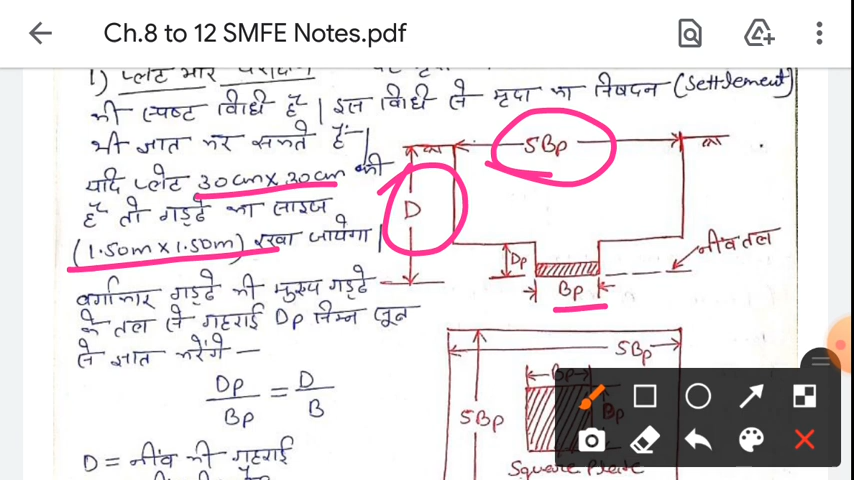 Ch.8 to 12 SMFE Notes.pdf
1) प्लेट भार परीक्षण
की स्पष्ट विधि है | इस विधि से मृदा का निषदन (Settlement)
भी ज्ञात कर सकते हैं |
यदि प्लेट 30cm x 30cm की
है तो गड्ढे का साइज
(1.50m x 1.50m) रखा जायेगा |
वर्गाकार गड्ढे की मुख्य गड्ढे
के तल से गहराई Dp निम्न सूत्र
से ज्ञात करेंगे —
Dp/Bp = D/B
D = नींव की गहराई
5Bp
D
Dp
नींव तल
Bp
5Bp
Bp
5Bp
Bp
Square Plate